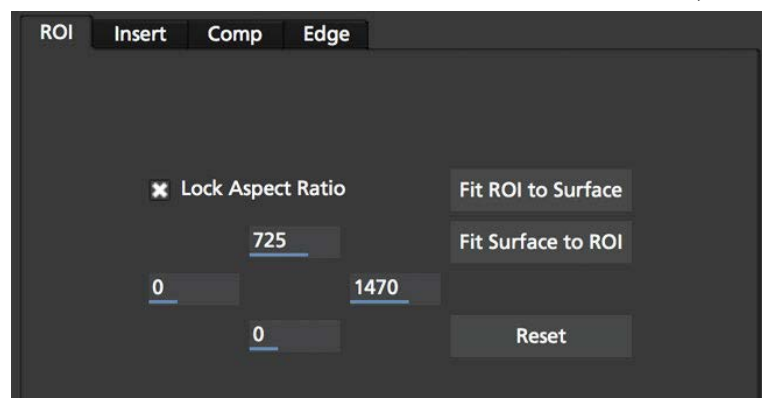 ROI Insert Comp Edge
Lock Aspect Ratio Fit ROI to Surface
725 Fit Surface to ROI
0 1470
0 Reset